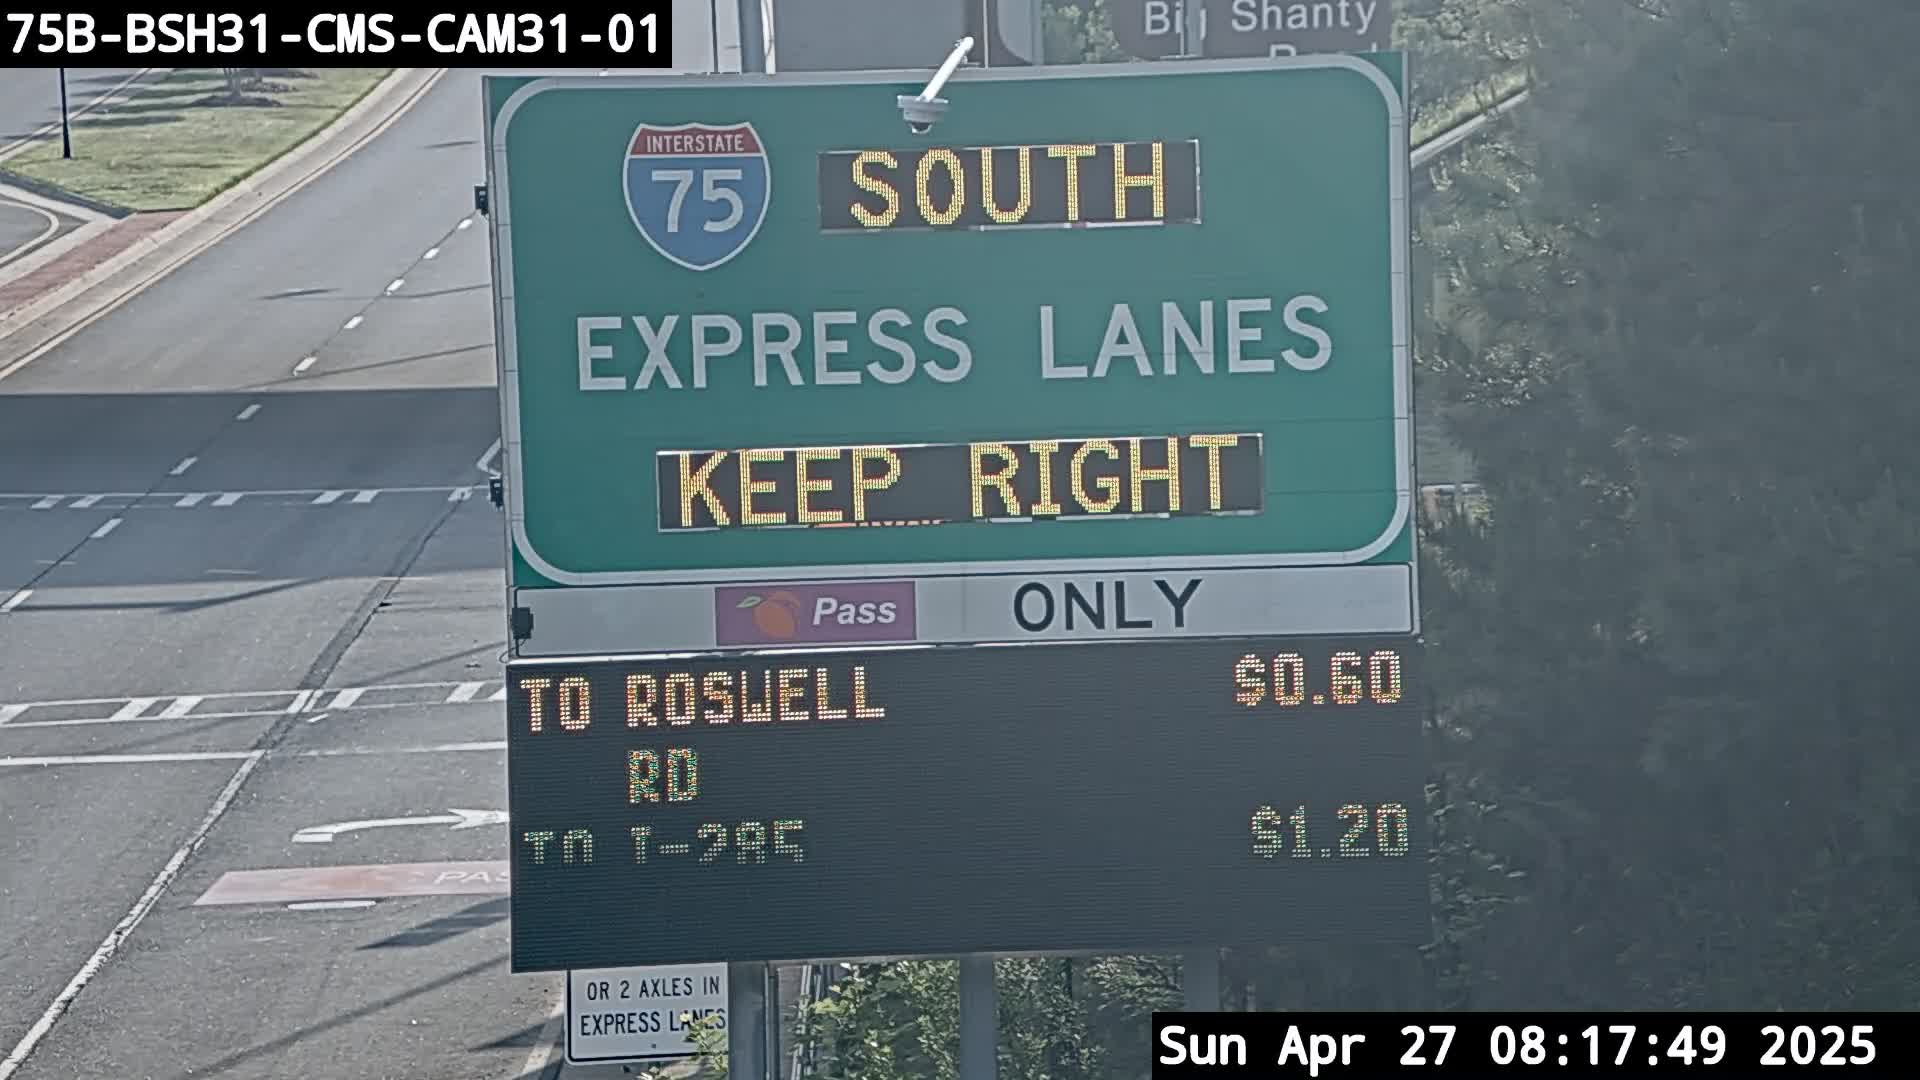 75B-BSH31-CMS-CAM31-01
Big Shanty
INTERSTATE
75
SOUTH
EXPRESS LANES
KEEP RIGHT
Pass
ONLY
TO ROSWELL $0.60
RD
TO I-285 $1.20
OR 2 AXLES IN
EXPRESS LANES
Sun Apr 27 08:17:49 2025